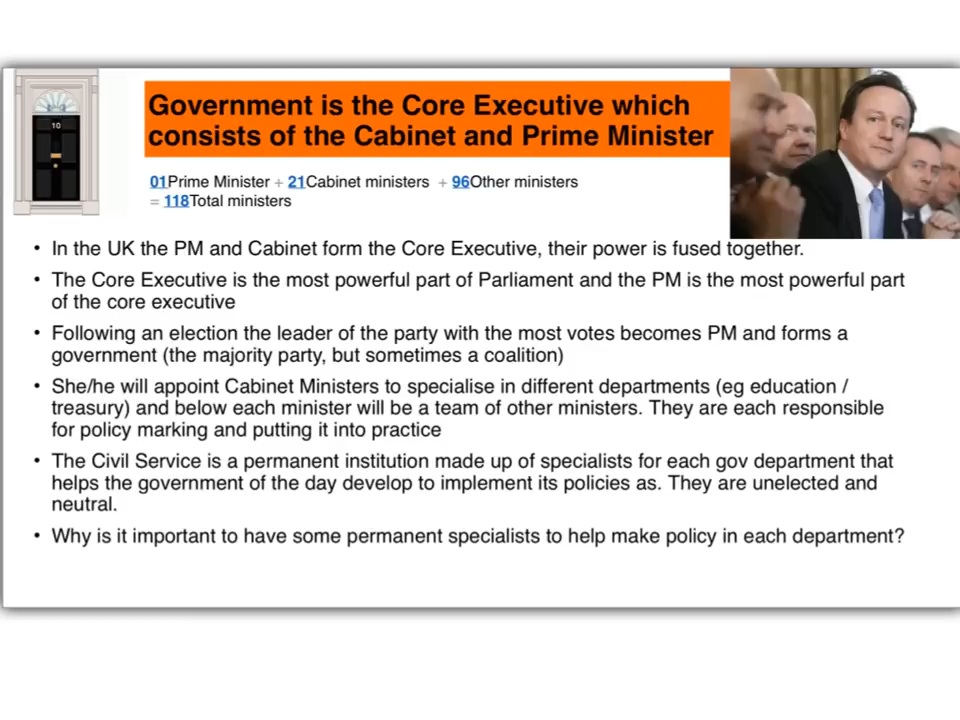 10
Government is the Core Executive which
consists of the Cabinet and Prime Minister
01Prime Minister + 21Cabinet ministers + 96Other ministers
= 118Total ministers
• In the UK the PM and Cabinet form the Core Executive, their power is fused together.
• The Core Executive is the most powerful part of Parliament and the PM is the most powerful part
of the core executive
• Following an election the leader of the party with the most votes becomes PM and forms a
government (the majority party, but sometimes a coalition)
• She/he will appoint Cabinet Ministers to specialise in different departments (eg education /
treasury) and below each minister will be a team of other ministers. They are each responsible
for policy marking and putting it into practice
• The Civil Service is a permanent institution made up of specialists for each gov department that
helps the government of the day develop to implement its policies as. They are unelected and
neutral.
• Why is it important to have some permanent specialists to help make policy in each department?